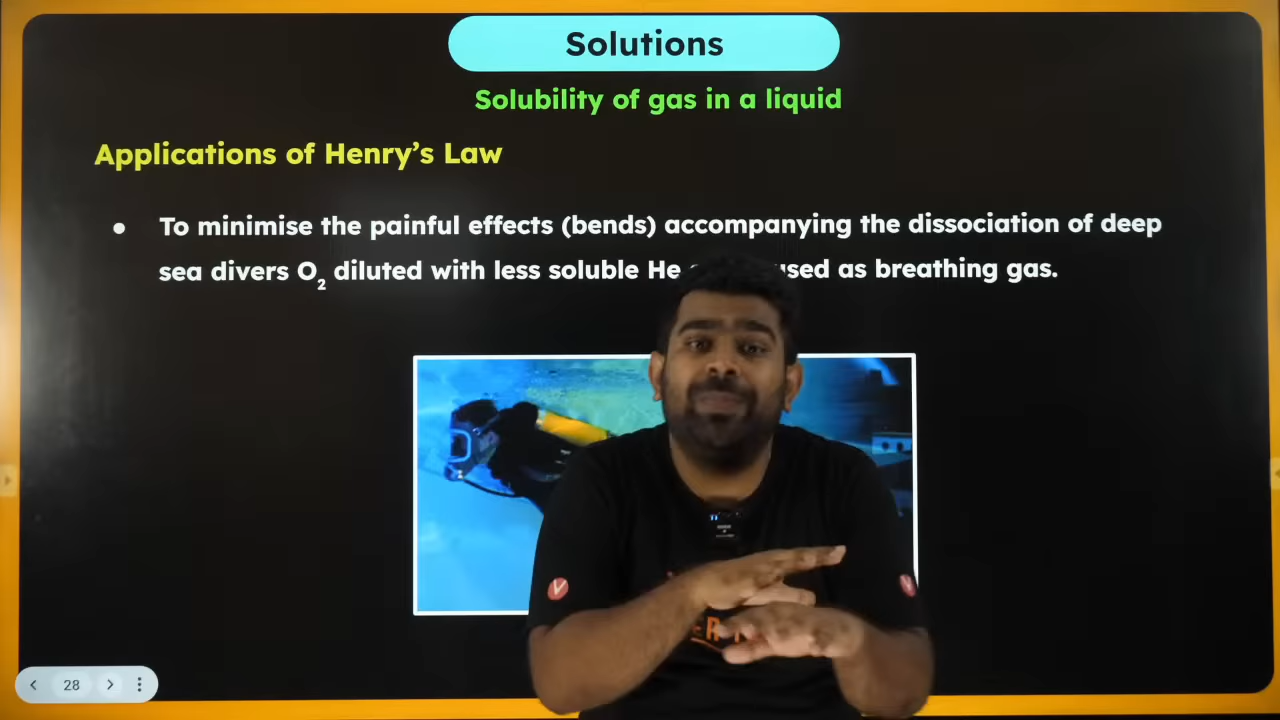 Solutions
Solubility of gas in a liquid
Applications of Henry's Law
• To minimise the painful effects (bends) accompanying the dissociation of deep
sea divers O₂ diluted with less soluble He used as breathing gas.
28